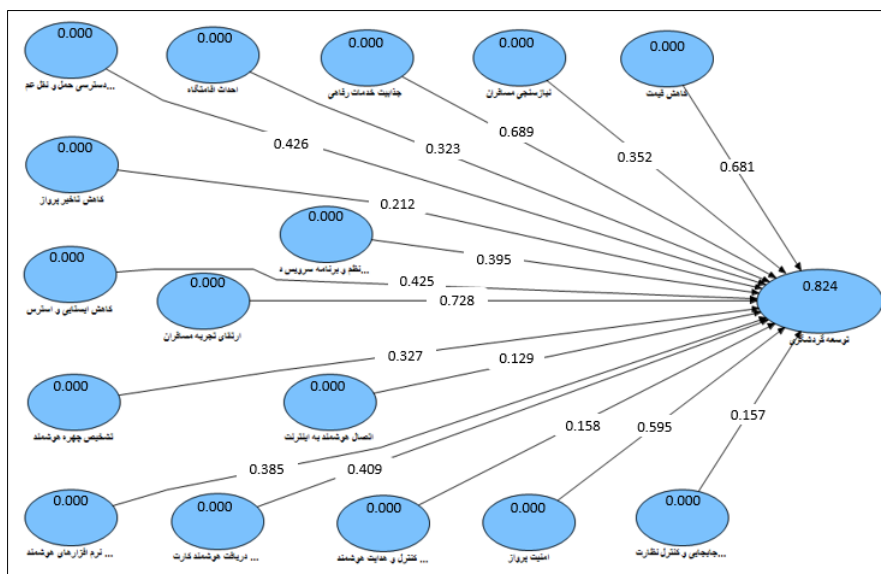 0.000
0.000
0.000
0.000
0.000
دسترسی حمل و نقل عم...
احداث اقامتگاه
جذابیت خدمات رفاهی
نیازسنجی مسافران
کاهش قیمت
0.426
0.323
0.689
0.352
0.681
0.000
کاهش تاخیر پرواز
0.212
0.000
نظم و برنامه سرویس د...
0.395
0.000
کاهش ایستایی و استرس
0.425
0.000
ارتقای تجربه مسافران
0.728
0.824
توسعه گردشگری
0.327
0.129
0.000
تشخیص چهره هوشمند
0.000
اتصال هوشمند به اینترنت
0.385
0.409
0.158
0.595
0.157
0.000
0.000
0.000
0.000
0.000
نرم افزارهای هوشمند ...
دریافت هوشمند کارت ...
کنترل و هدایت هوشمند ...
امنیت پرواز
جابجایی و کنترل نظارت...